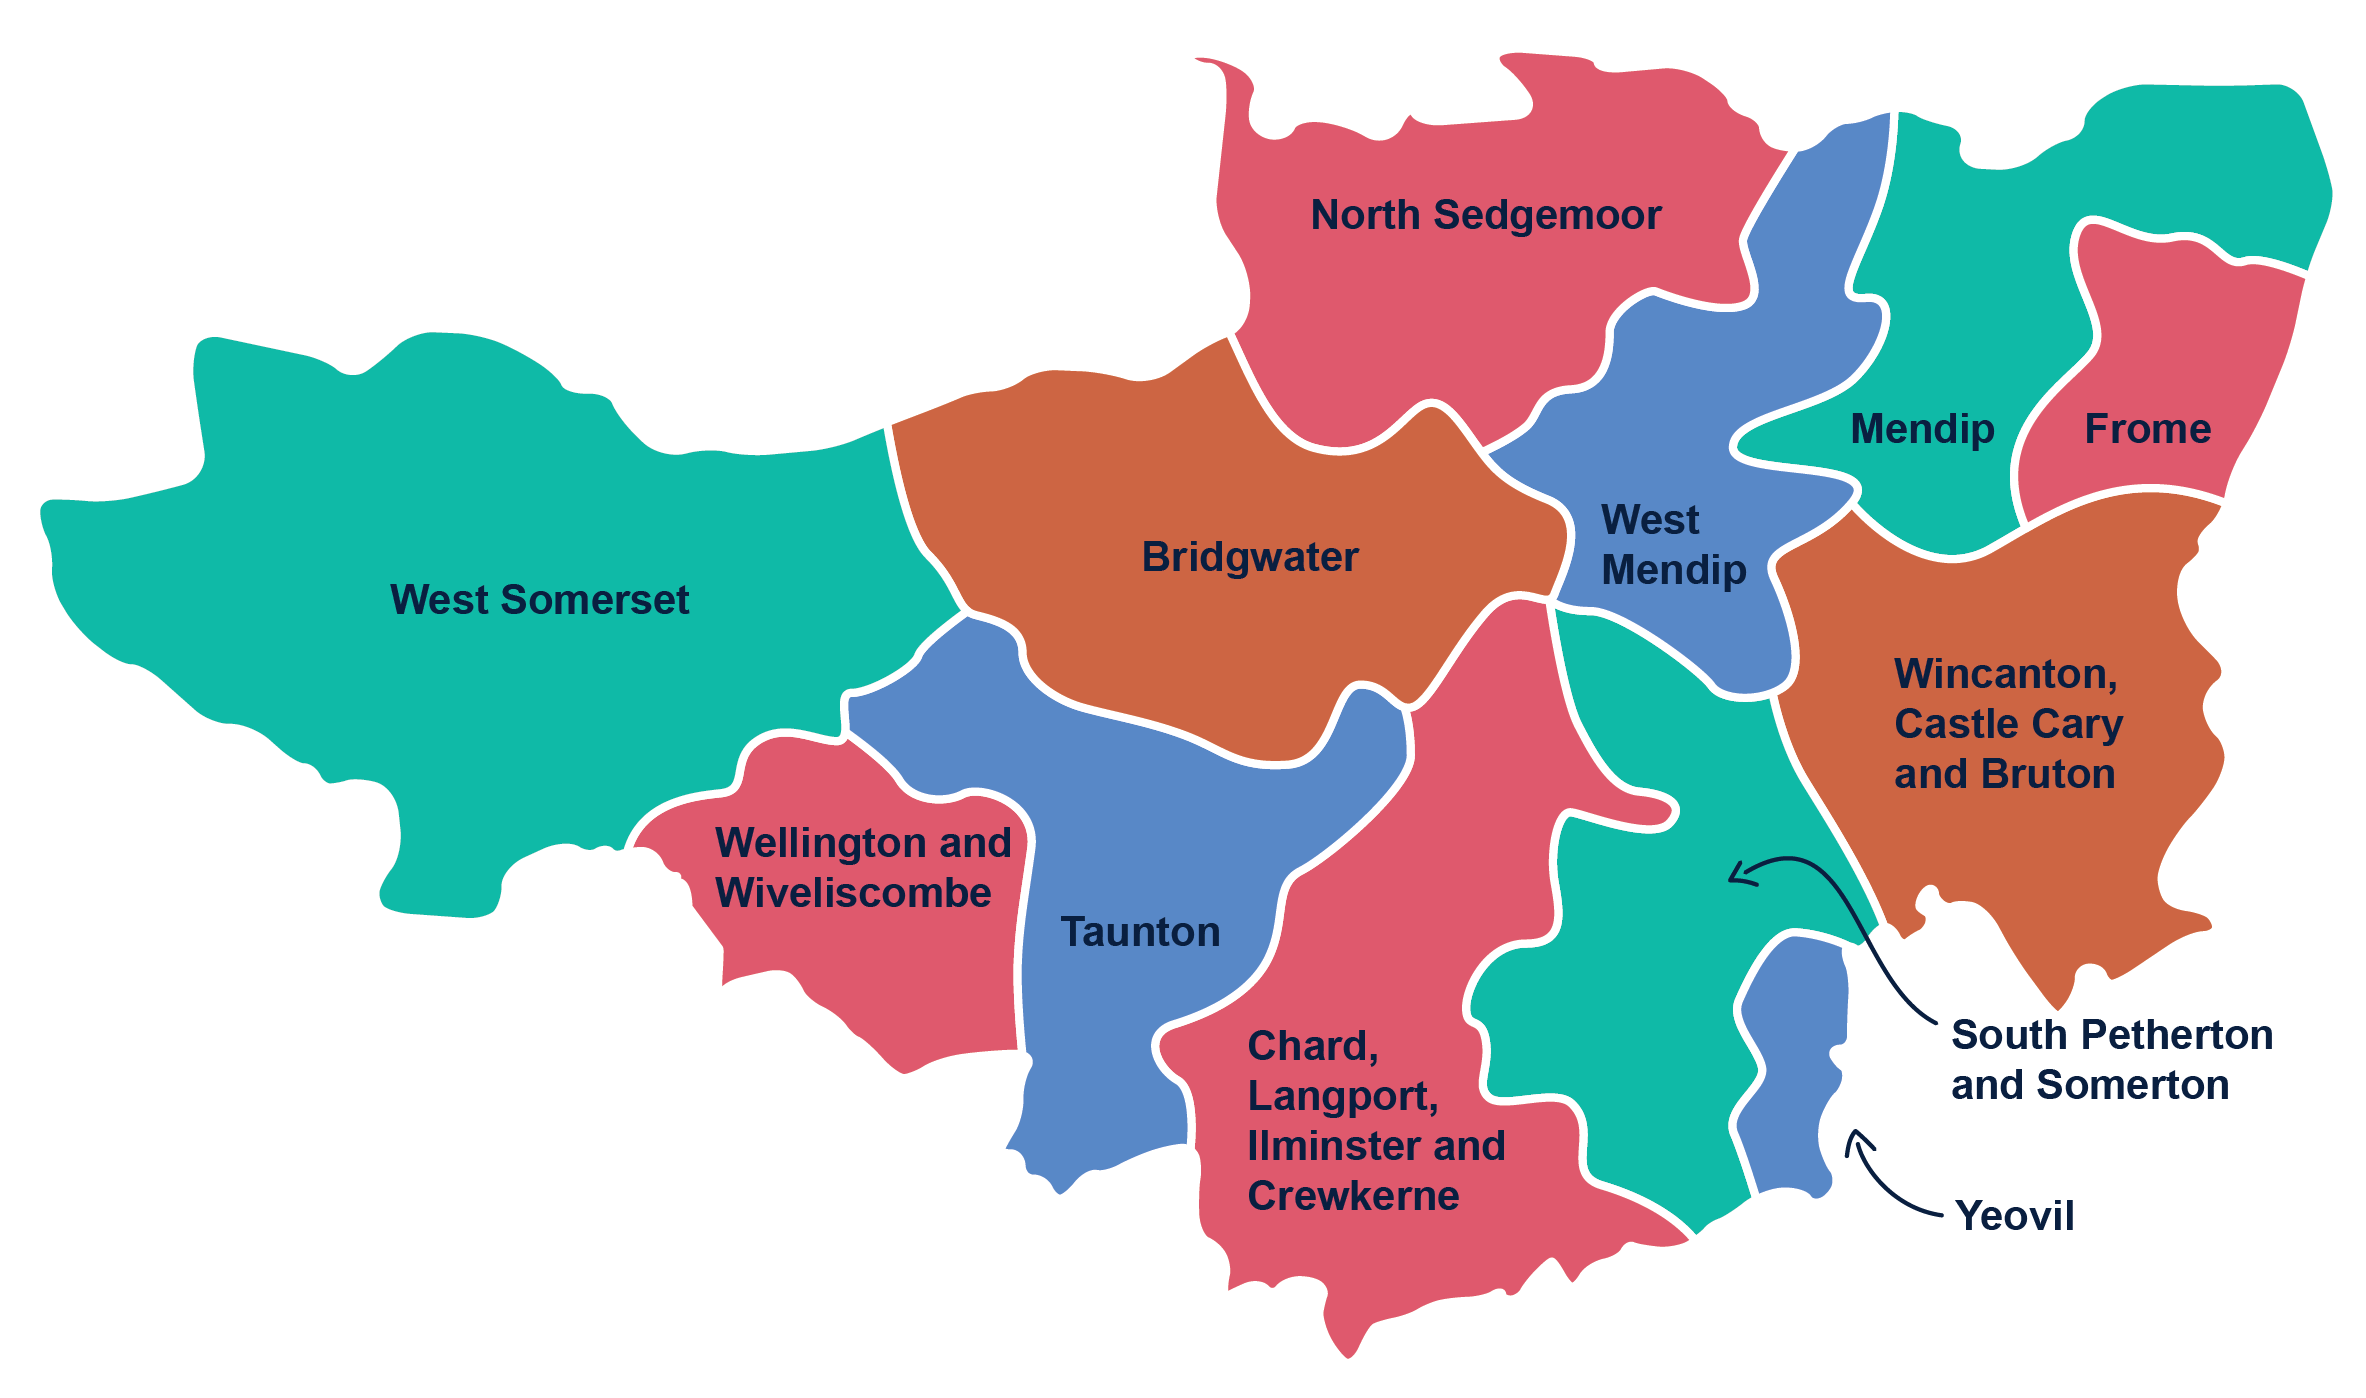 North Sedgemoor
Mendip
Frome
West
Mendip
Bridgwater
West Somerset
Wincanton,
Castle Cary
and Bruton
Wellington and
Wiveliscombe
Taunton
Chard,
Langport,
Ilminster and
Crewkerne
South Petherton
and Somerton
Yeovil